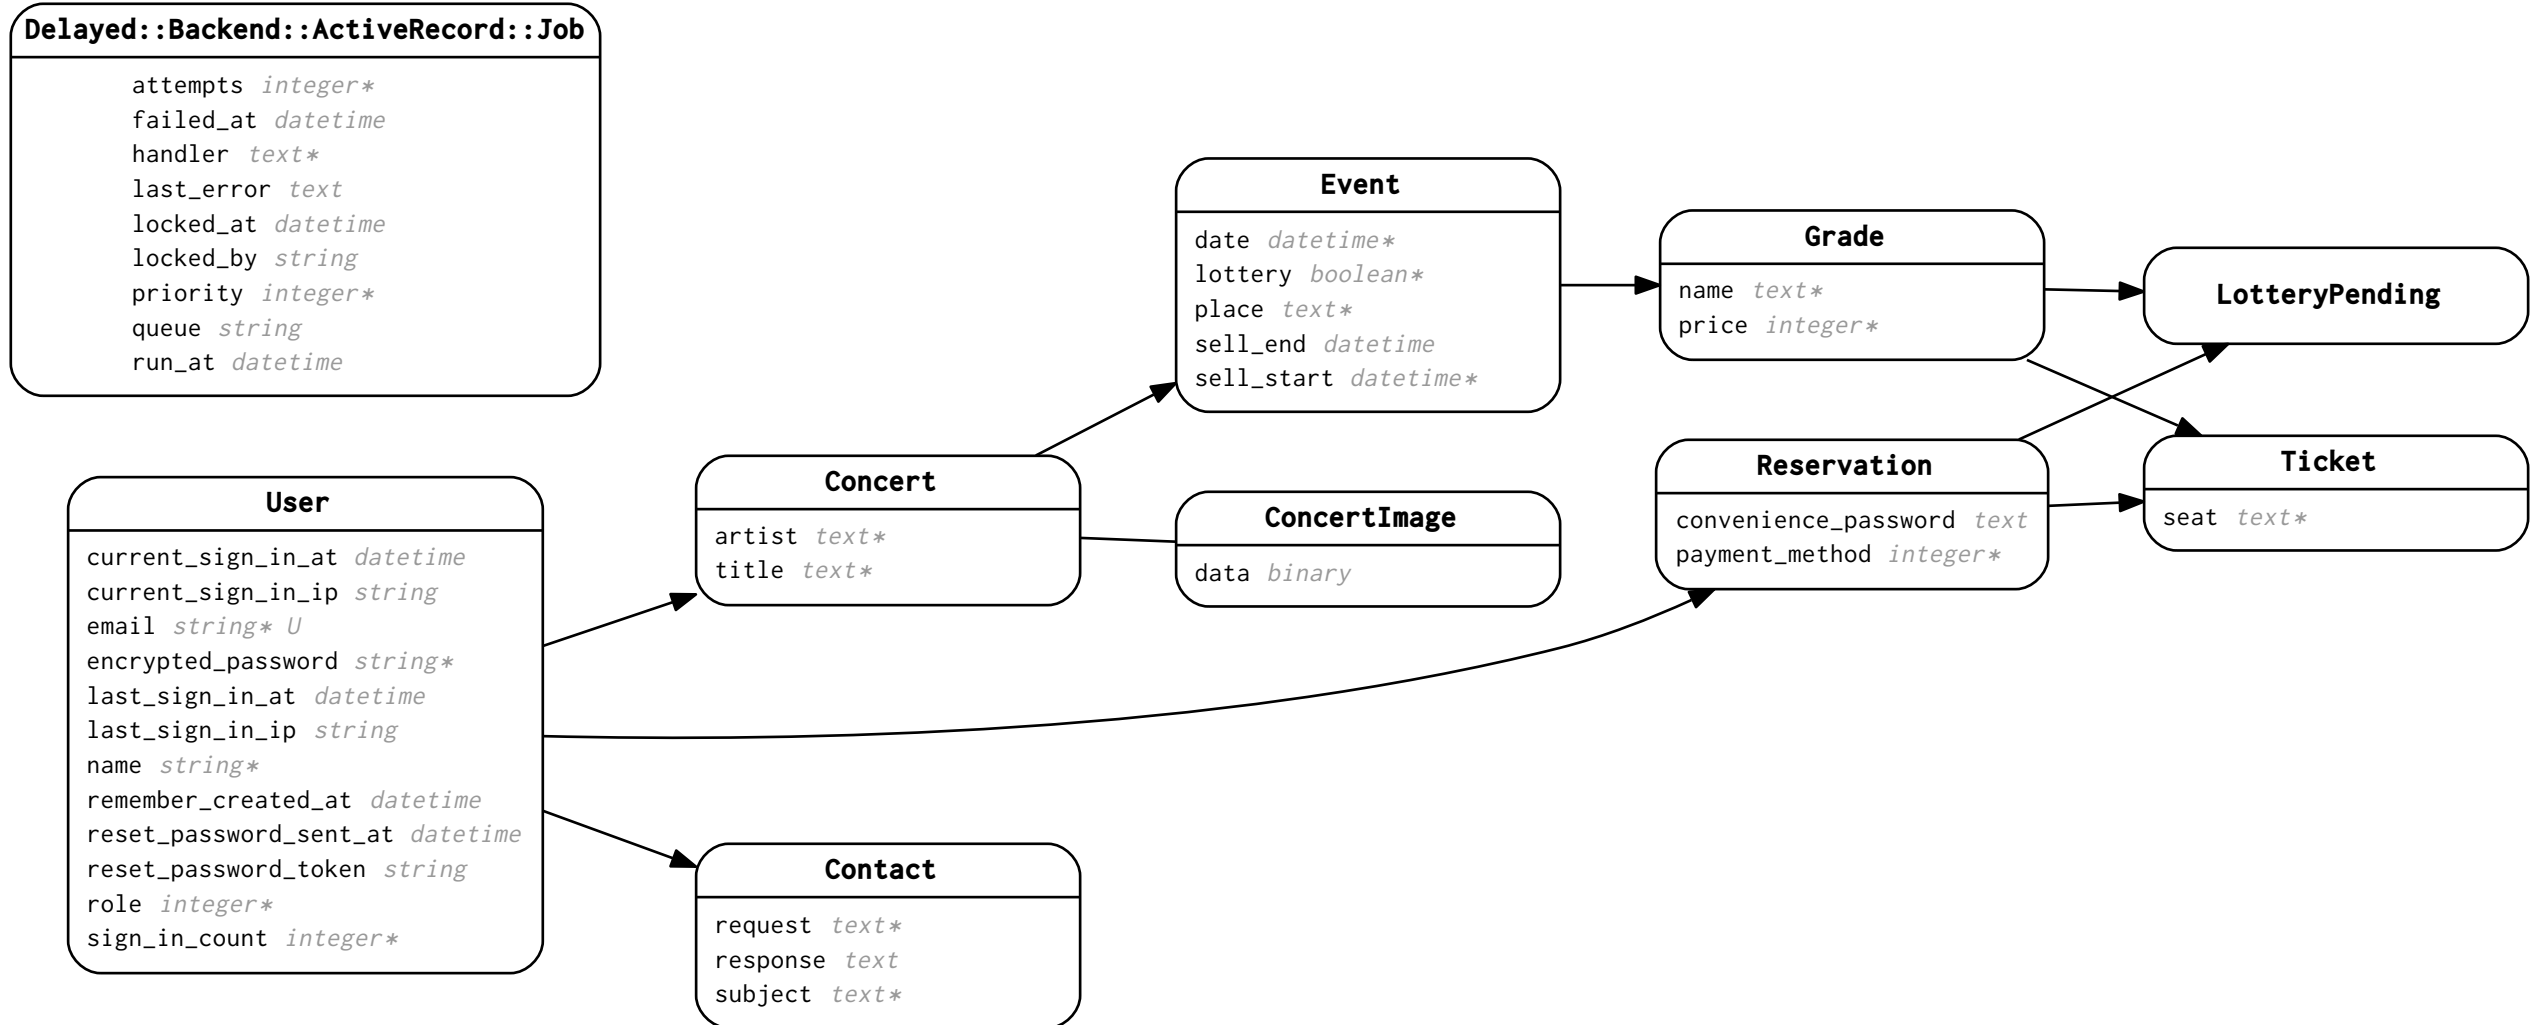 Delayed::Backend::ActiveRecord::Job
attempts integer*
failed_at datetime
handler text*
last_error text
locked_at datetime
locked_by string
priority integer*
queue string
run_at datetime
User
current_sign_in_at datetime
current_sign_in_ip string
email string* U
encrypted_password string*
last_sign_in_at datetime
last_sign_in_ip string
name string*
remember_created_at datetime
reset_password_sent_at datetime
reset_password_token string
role integer*
sign_in_count integer*
Concert
artist text*
title text*
Contact
request text*
response text
subject text*
Event
date datetime*
lottery boolean*
place text*
sell_end datetime
sell_start datetime*
ConcertImage
data binary
Grade
name text*
price integer*
Reservation
convenience_password text
payment_method integer*
LotteryPending
Ticket
seat text*